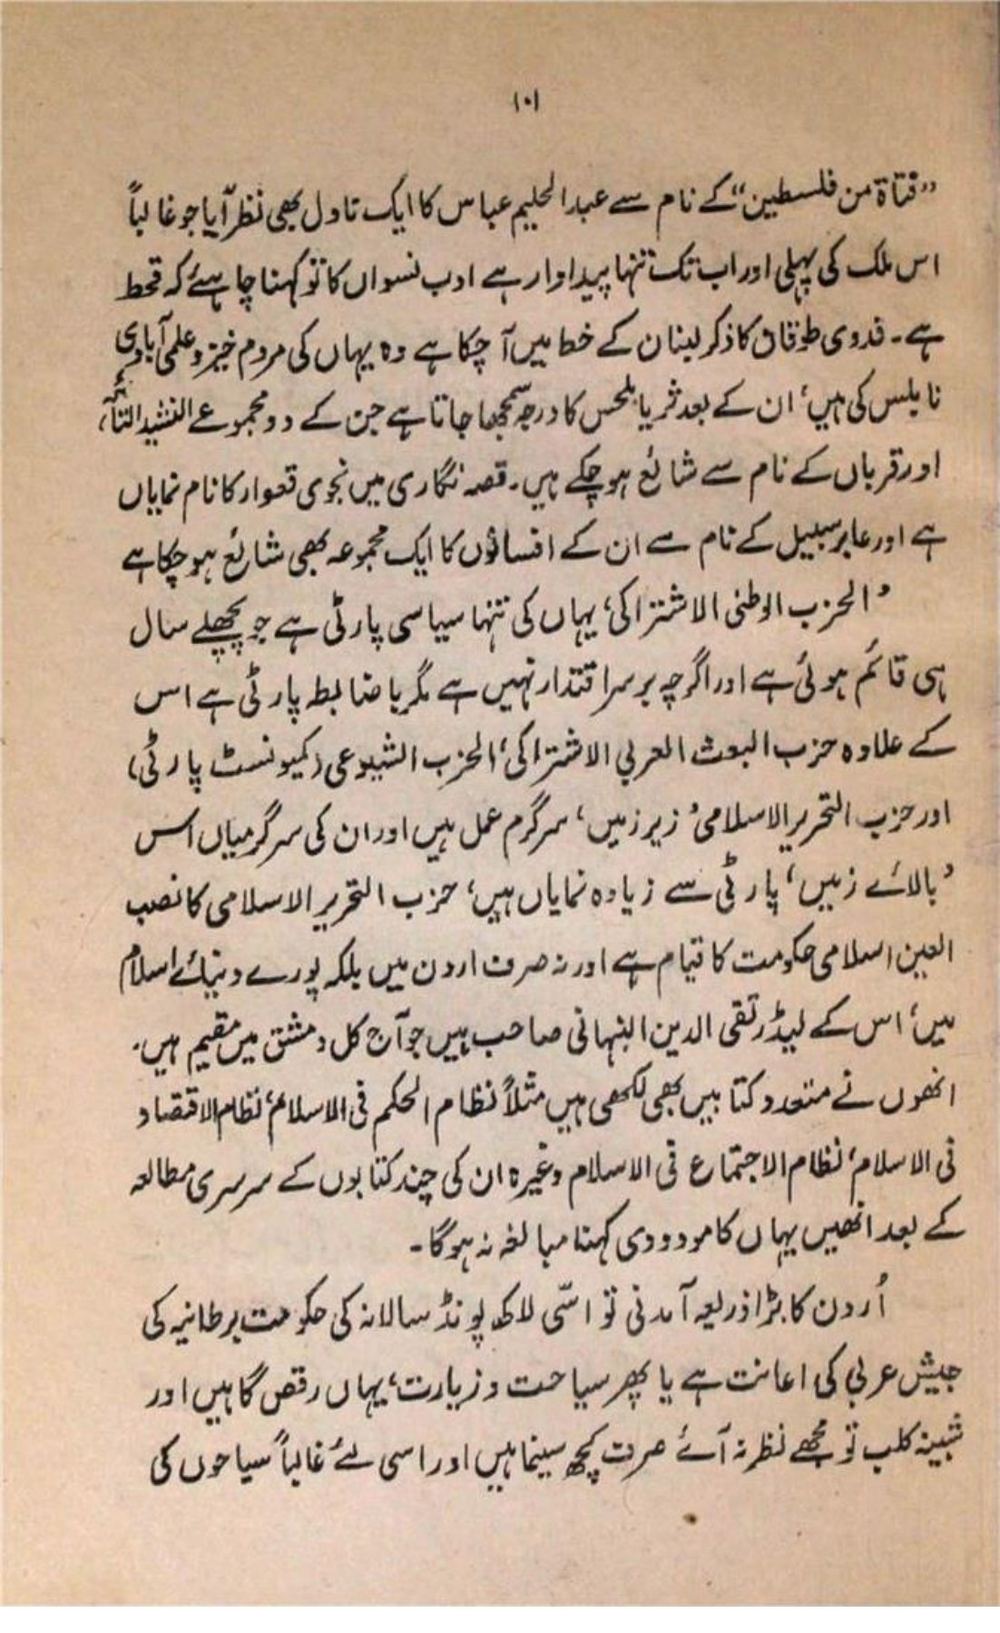 ۱۰۱
”فتاۃ من فلسطین“ کے نام سے عبدالحلیم عباس کا ایک ناول بھی نظر آیا جو غالباً
اس ملک کی پہلی اور اب تک تنہا پیداوار ہے ادب نسواں کا تو کہنا چاہئے کہ قحط
ہے۔ فدوی طوقان کا ذکر لبنان کے خط میں آ چکا ہے وہ یہاں کی مردم خیز و علمی آبادی
نابلس کی ہیں، ان کے بعد ثریا ملحس کا درجہ سمجھا جاتا ہے جن کے دو مجموعے النشید التائہ،
اور قربان کے نام سے شائع ہو چکے ہیں۔ قصہ نگاری میں نجوی قعوار کا نام نمایاں
ہے اور عابر سبیل کے نام سے ان کے افسانوں کا ایک مجموعہ بھی شائع ہو چکا ہے
’الحزب الوطنی الاشتراکی‘ یہاں کی تنہا سیاسی پارٹی ہے جو پچھلے سال
ہی قائم ہوئی ہے اور اگرچہ برسر اقتدار نہیں ہے مگر باضابطہ پارٹی ہے اس
کے علاوہ حزب البعث العربی الاشتراکی، الحزب الشیوعی (کمیونسٹ پارٹی)
اور حزب التحریر الاسلامی ’زیر زمیں‘ سرگرم عمل ہیں اور ان کی سرگرمیاں اس
’بالائے زمیں‘ پارٹی سے زیادہ نمایاں ہیں، حزب التحریر الاسلامی کا نصب
العین اسلامی حکومت کا قیام ہے اور نہ صرف اردن میں بلکہ پورے دنیائے اسلام
میں، اس کے لیڈر تقی الدین النبہانی صاحب ہیں جو آج کل دمشق میں مقیم ہیں۔
انھوں نے متعدد کتابیں بھی لکھی ہیں مثلاً نظام الحکم فی الاسلام، نظام الاقتصاد
فی الاسلام، نظام الاجتماع فی الاسلام وغیرہ ان کی چند کتابوں کے سرسری مطالعہ
کے بعد انھیں یہاں کا مودودی کہنا مبالغہ نہ ہوگا۔
اُردن کا بڑا ذریعہ آمدنی تو اسّی لاکھ پونڈ سالانہ کی حکومت برطانیہ کی
جیش عربی کی اعانت ہے یا پھر سیاحت و زیارت، یہاں رقص گاہیں اور
شبینہ کلب تو مجھے نظر نہ آئے صرف کچھ سینما ہیں اور اسی لئے غالباً سیاحوں کی